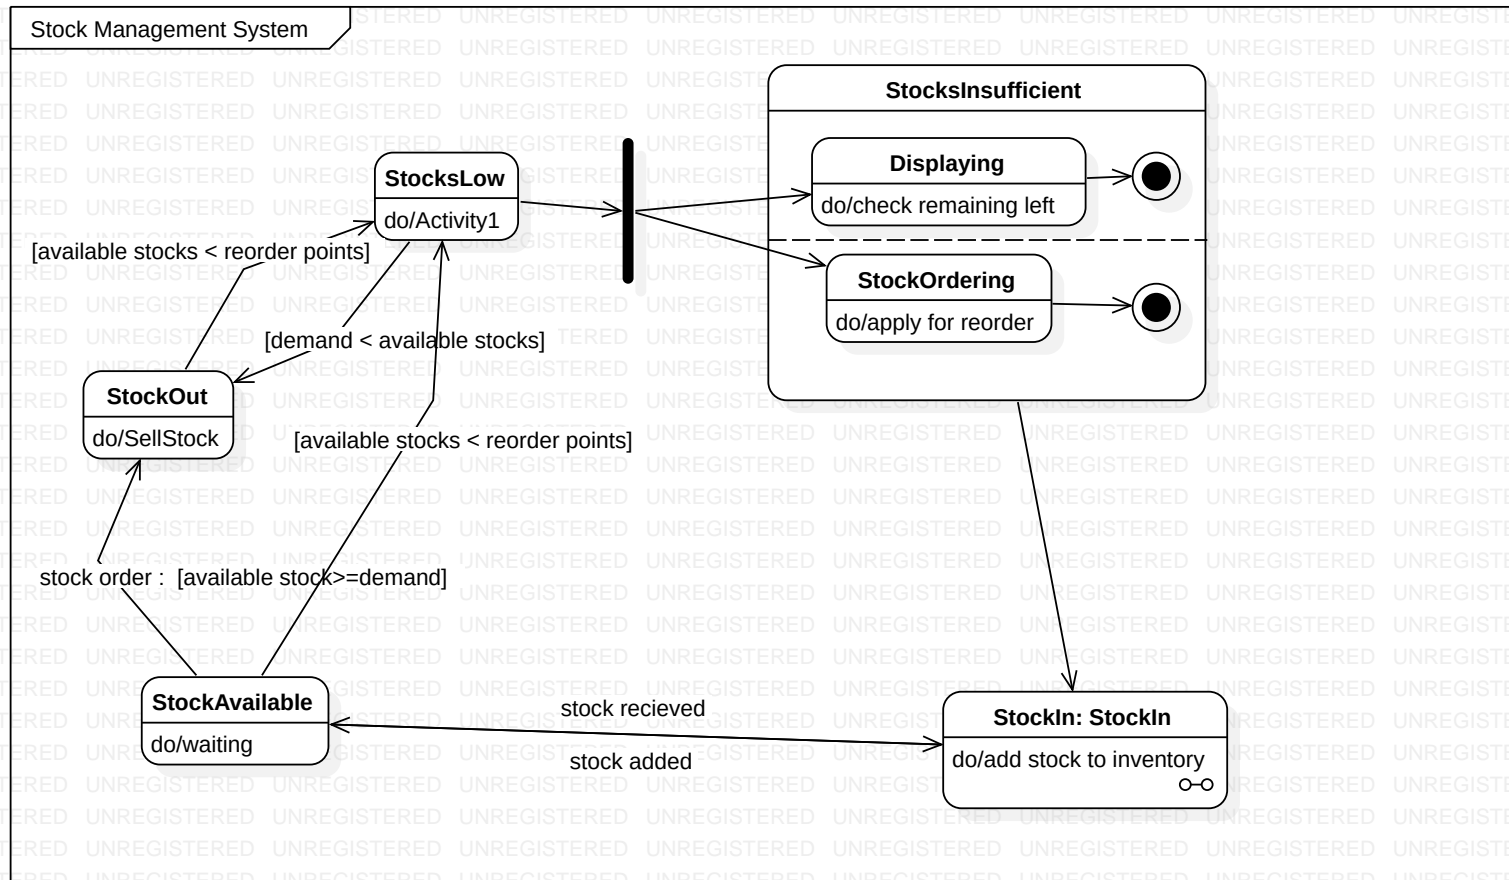 Stock Management System
StocksInsufficient
Displaying
do/check remaining left
StocksLow
do/Activity1
[available stocks < reorder points]
StockOrdering
do/apply for reorder
[demand < available stocks]
StockOut
do/SellStock
[available stocks < reorder points]
stock order :  [available stock>=demand]
StockAvailable
do/waiting
stock recieved
stock added
StockIn: StockIn
do/add stock to inventory
UNREGISTERED